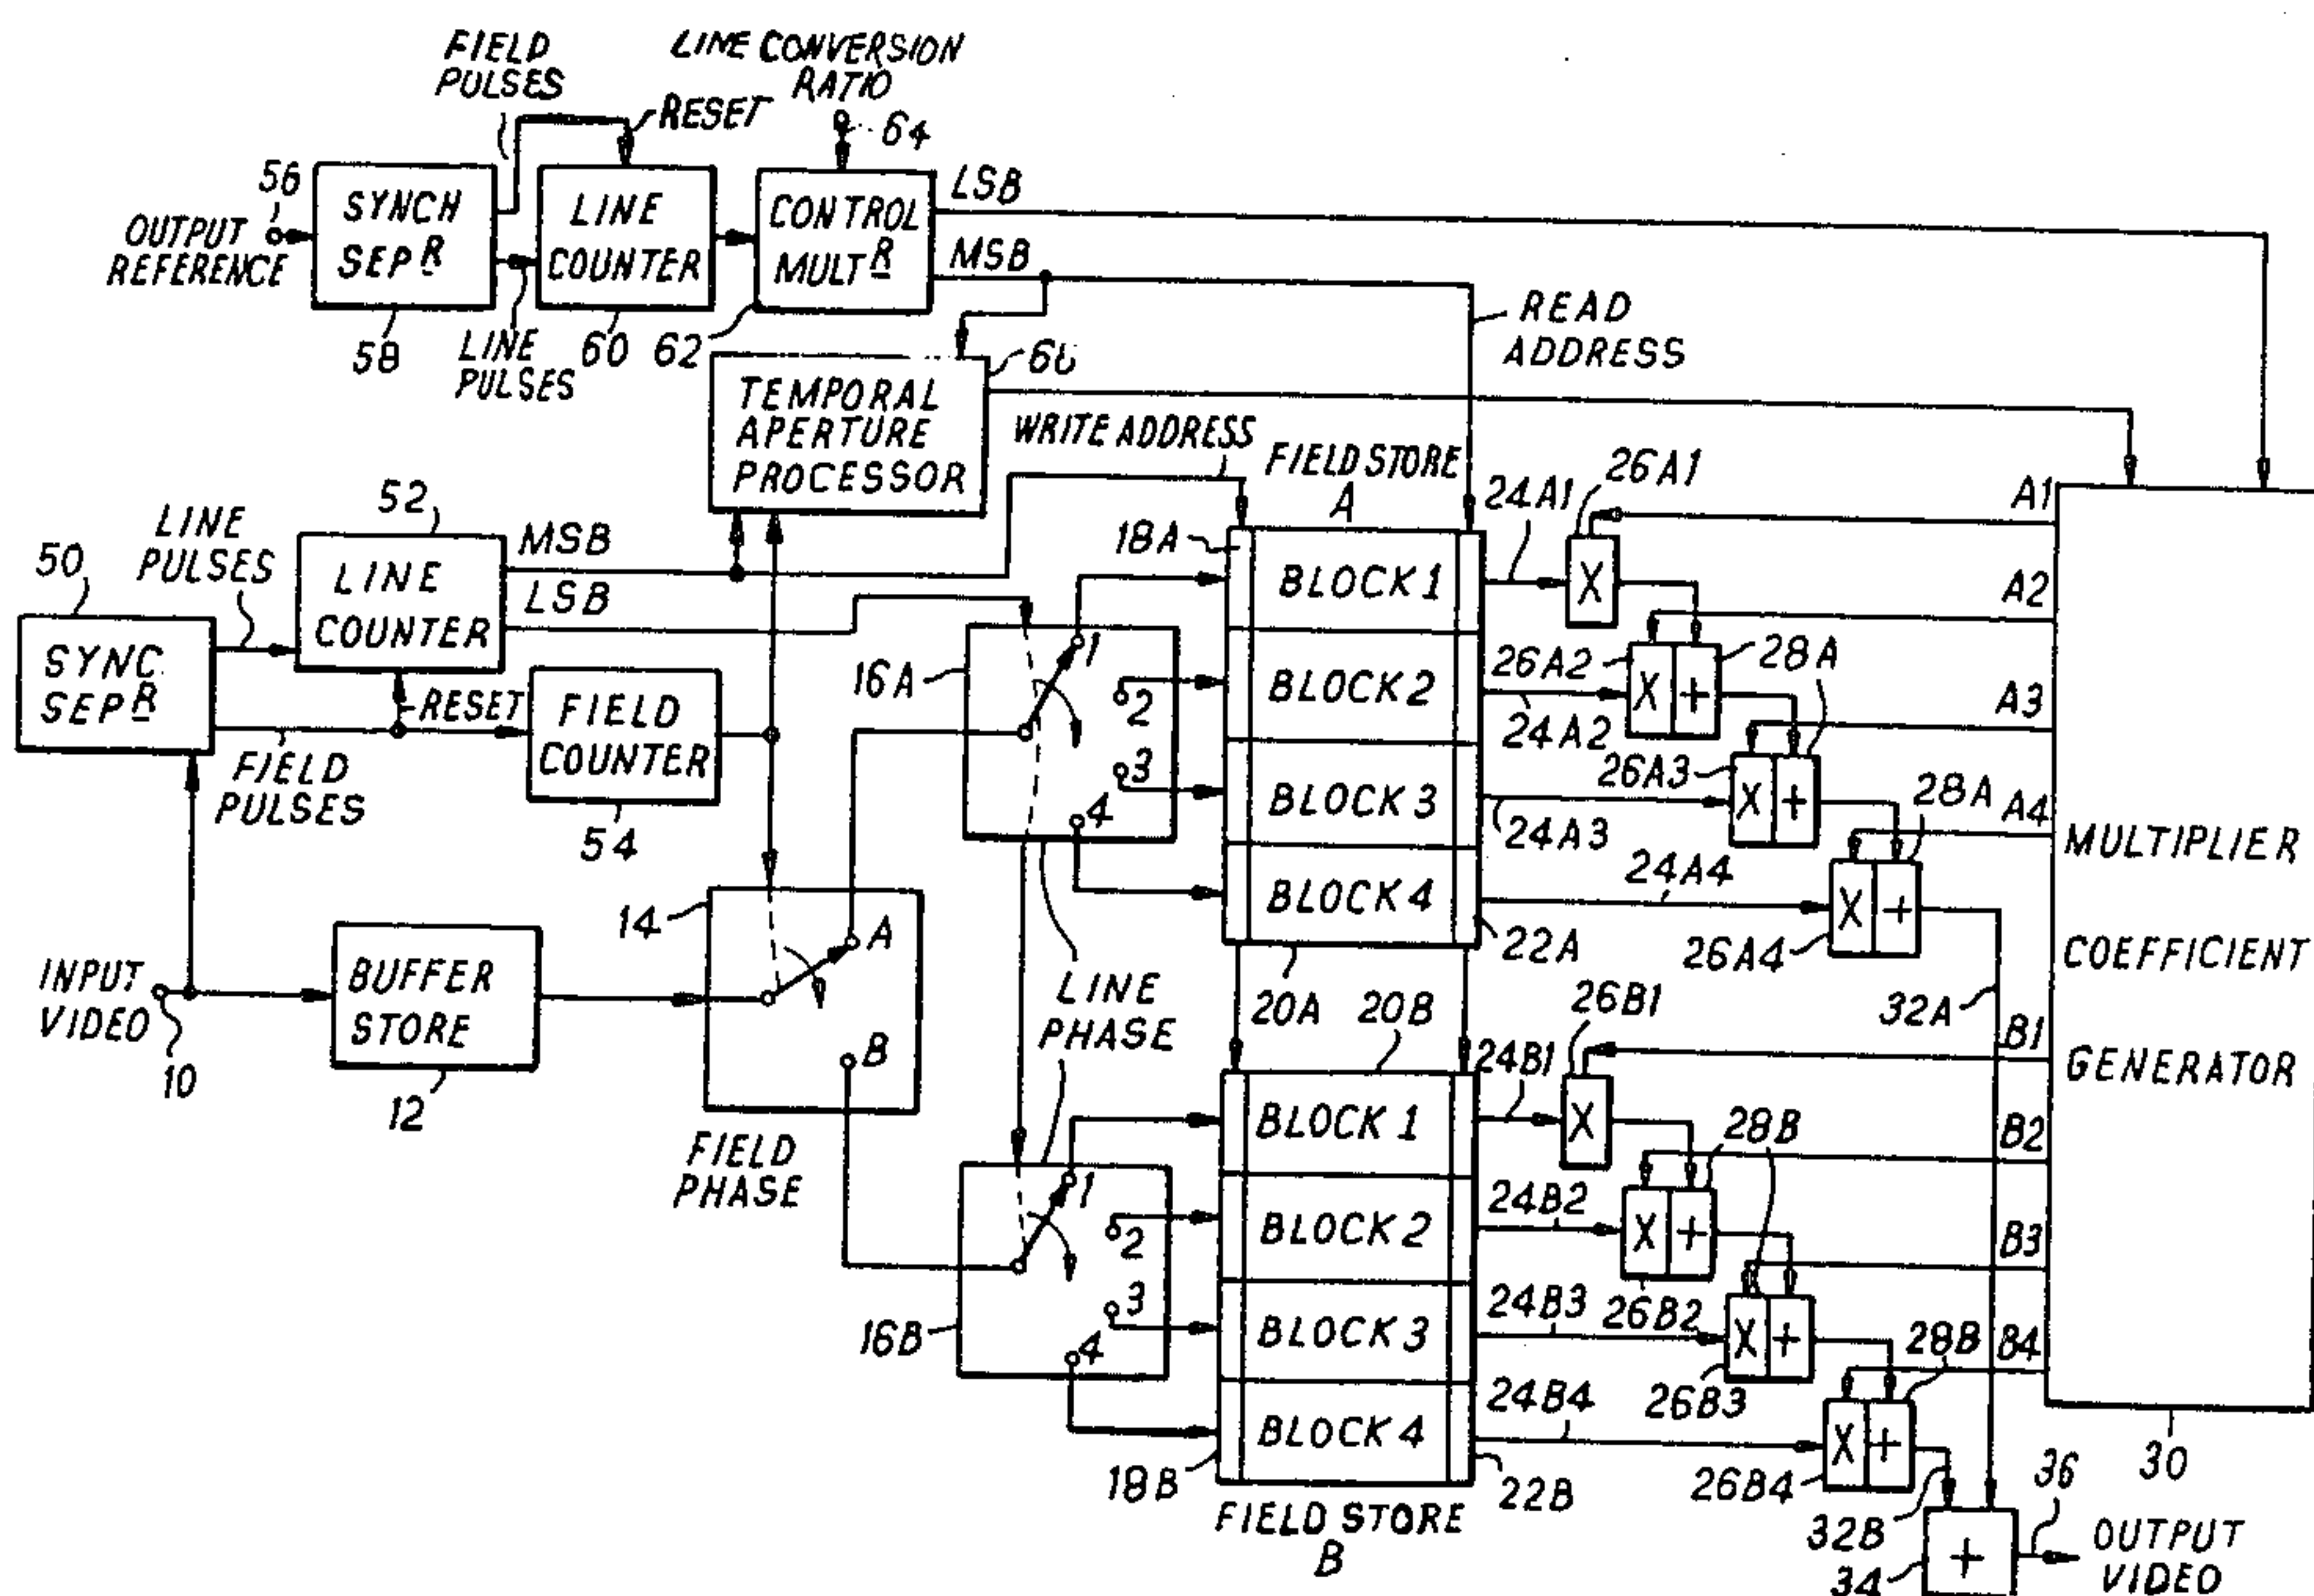 FIELD
PULSES
LINE CONVERSION
RATIO
RESET
64
56
OUTPUT
REFERENCE
SYNCH
SEPR
58
LINE
PULSES
LINE
COUNTER
60
CONTROL
MULTR
62
LSB
MSB
READ
ADDRESS
TEMPORAL
APERTURE
PROCESSOR
WRITE ADDRESS
FIELD STORE
A
50
LINE
PULSES
52
LINE
COUNTER
MSB
LSB
SYNC
SEPR
RESET
FIELD
PULSES
FIELD
COUNTER
54
INPUT
VIDEO
10
BUFFER
STORE
12
14
A
B
FIELD
PHASE
16A
1
2
3
4
LINE
PHASE
16B
1
2
3
4
18A
BLOCK 1
BLOCK 2
BLOCK 3
BLOCK 4
20A
22A
20B
BLOCK 1
BLOCK 2
BLOCK 3
BLOCK 4
18B
22B
FIELD STORE
B
24A1
26A1
26A2
24A2
28A
26A3
24A3
28A
24A4
26A4
X
X +
X +
X +
32A
24B1
26B1
28B
24B2
26B2
24B3
26B3
28B
24B4
26B4
X
X +
X +
X +
32B
A1
A2
A3
A4
B1
B2
B3
B4
MULTIPLIER
COEFFICIENT
GENERATOR
30
+
34
36
OUTPUT
VIDEO